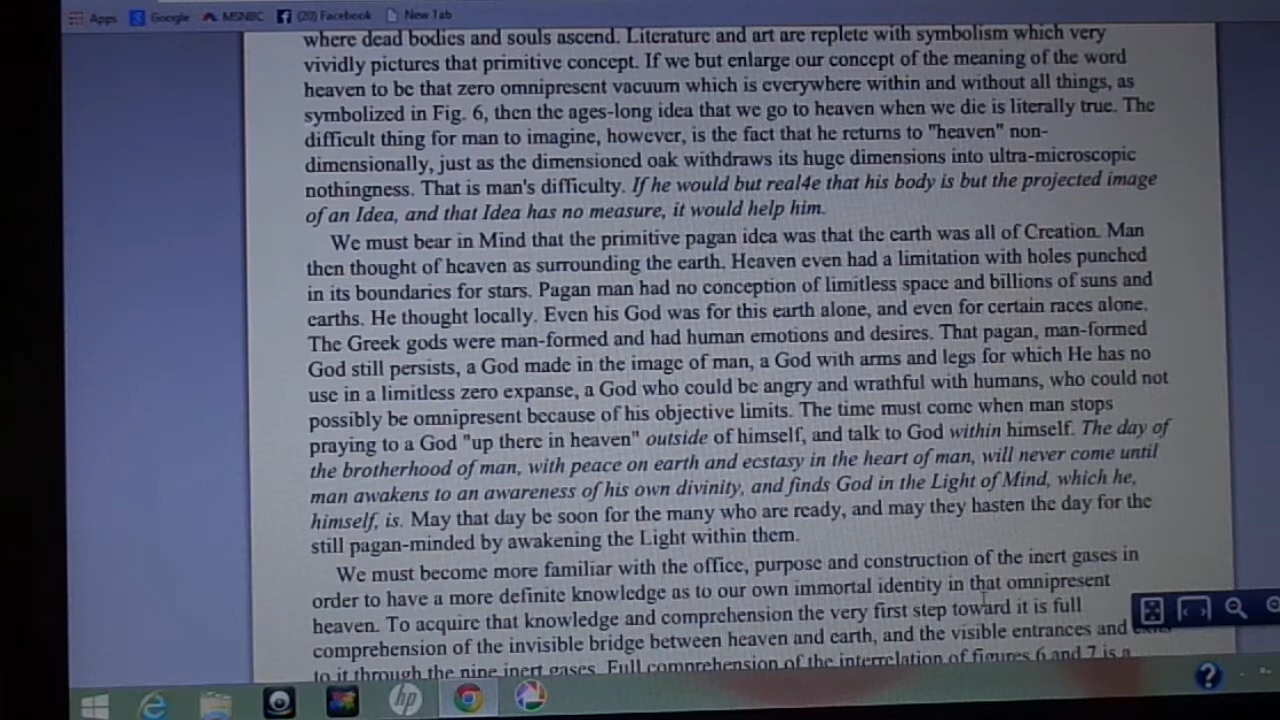 Apps Google MSNBC (20) Facebook New Tab
where dead bodies and souls ascend. Literature and art are replete with symbolism which very
vividly pictures that primitive concept. If we but enlarge our concept of the meaning of the word
heaven to be that zero omnipresent vacuum which is everywhere within and without all things, as
symbolized in Fig. 6, then the ages-long idea that we go to heaven when we die is literally true. The
difficult thing for man to imagine, however, is the fact that he returns to "heaven" non-
dimensionally, just as the dimensioned oak withdraws its huge dimensions into ultra-microscopic
nothingness. That is man's difficulty. If he would but real4e that his body is but the projected image
of an Idea, and that Idea has no measure, it would help him.
We must bear in Mind that the primitive pagan idea was that the earth was all of Creation. Man
then thought of heaven as surrounding the earth. Heaven even had a limitation with holes punched
in its boundaries for stars. Pagan man had no conception of limitless space and billions of suns and
earths. He thought locally. Even his God was for this earth alone, and even for certain races alone.
The Greek gods were man-formed and had human emotions and desires. That pagan, man-formed
God still persists, a God made in the image of man, a God with arms and legs for which He has no
use in a limitless zero expanse, a God who could be angry and wrathful with humans, who could not
possibly be omnipresent because of his objective limits. The time must come when man stops
praying to a God "up there in heaven" outside of himself, and talk to God within himself. The day of
the brotherhood of man, with peace on earth and ecstasy in the heart of man, will never come until
man awakens to an awareness of his own divinity, and finds God in the Light of Mind, which he,
himself, is. May that day be soon for the many who are ready, and may they hasten the day for the
still pagan-minded by awakening the Light within them.
We must become more familiar with the office, purpose and construction of the inert gases in
order to have a more definite knowledge as to our own immortal identity in that omnipresent
heaven. To acquire that knowledge and comprehension the very first step toward it is full
comprehension of the invisible bridge between heaven and earth, and the visible entrances and
to it through the nine inert gases. Full comprehension of the interrelation of figures 6 and 7 is a
hp
?